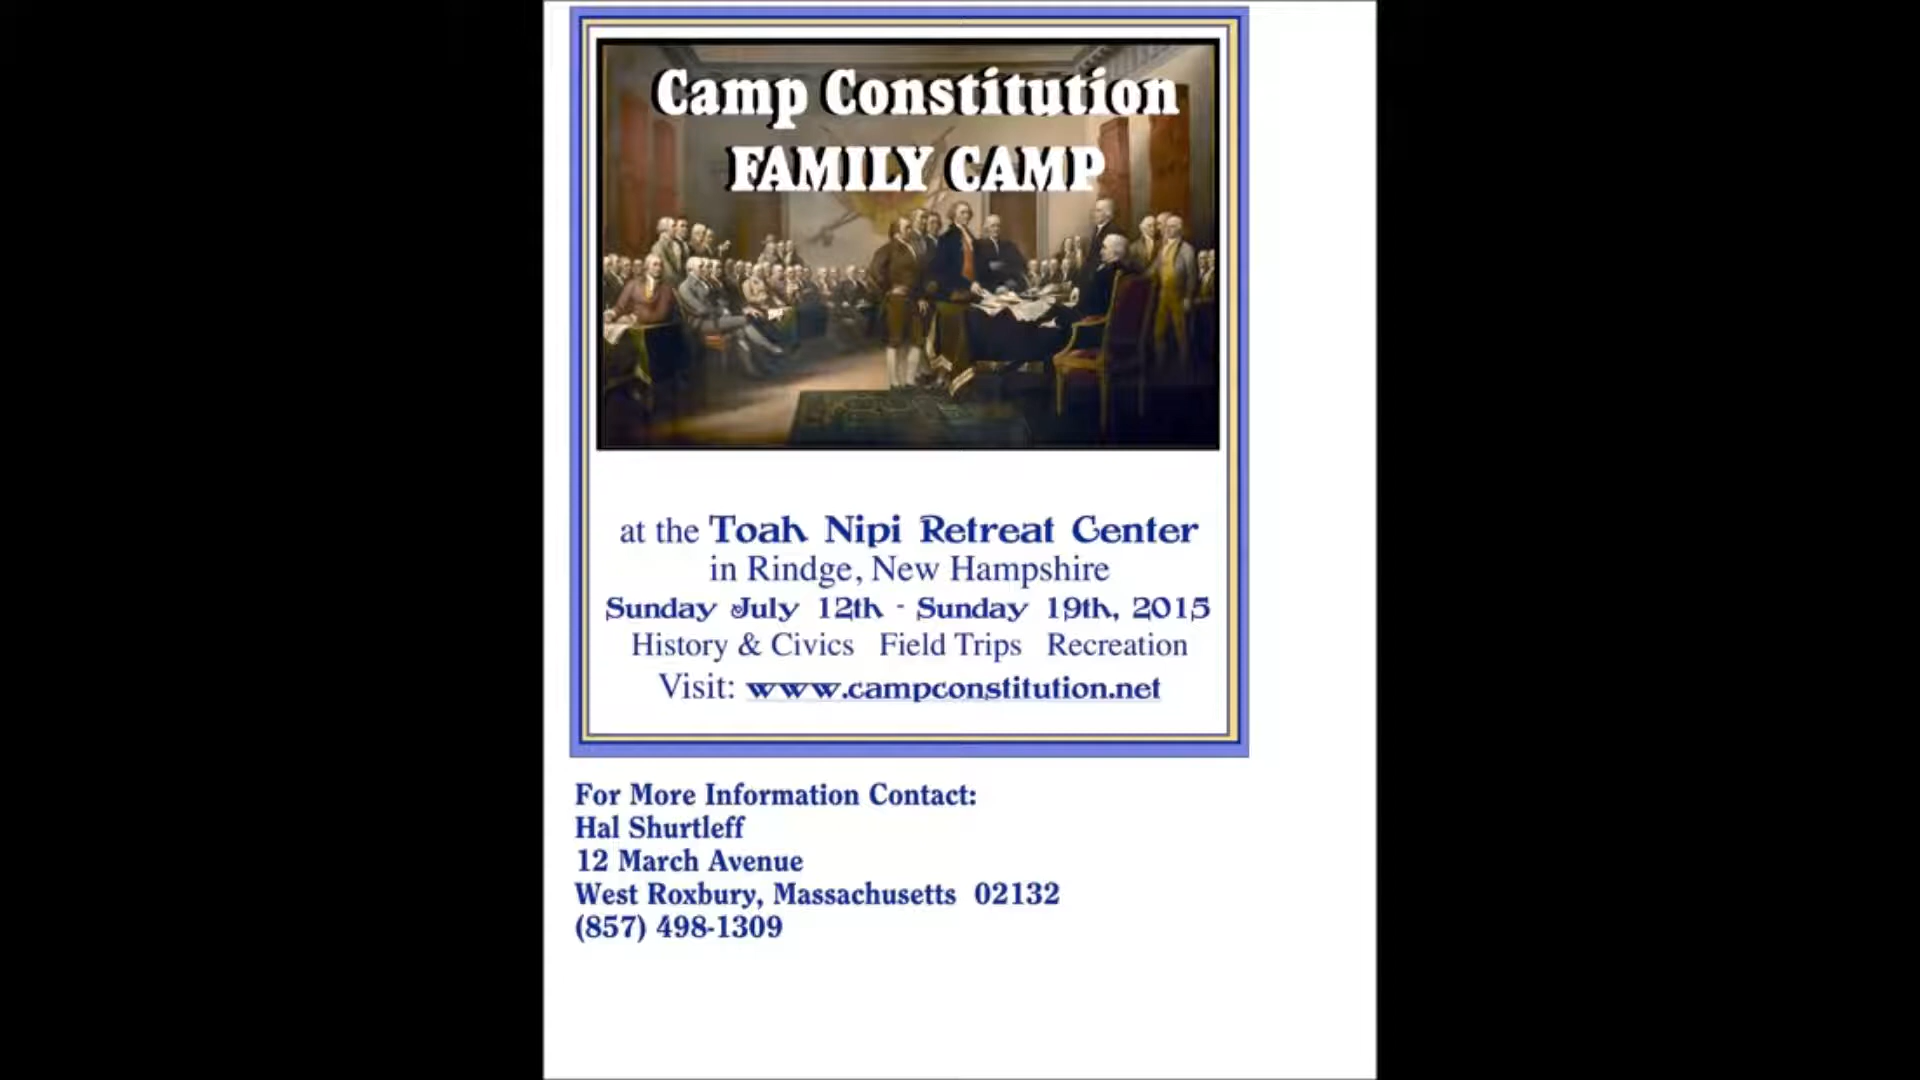 Camp Constitution
FAMILY CAMP
at the Toah Nipi Retreat Center
in Rindge, New Hampshire
Sunday July 12th - Sunday 19th, 2015
History & Civics Field Trips Recreation
Visit: www.campconstitution.net
For More Information Contact:
Hal Shurtleff
12 March Avenue
West Roxbury, Massachusetts 02132
(857) 498-1309